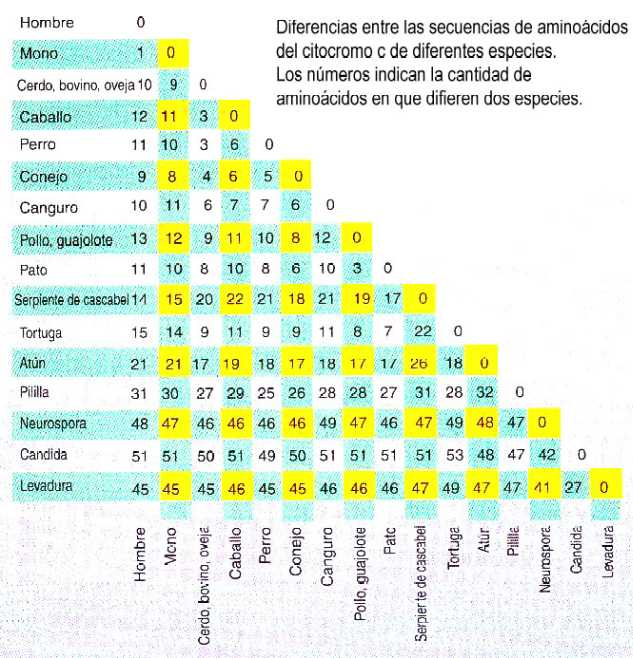 Hombre 0
Diferencias entre las secuencias de aminoácidos
del citocromo c de diferentes especies.
Los números indican la cantidad de
aminoácidos en que difieren dos especies.
Mono 1 0
Cerdo, bovino, oveja 10 9 0
Caballo 12 11 3 0
Perro 11 10 3 6 0
Conejo 9 8 4 6 5 0
Canguro 10 11 6 7 7 6 0
Pollo, guajolote 13 12 9 11 10 8 12 0
Pato 11 10 8 10 8 6 10 3 0
Serpiente de cascabel 14 15 20 22 21 18 21 19 17 0
Tortuga 15 14 9 11 9 9 11 8 7 22 0
Atún 21 21 17 19 18 17 18 17 17 26 18 0
Pililla 31 30 27 29 25 26 28 28 27 31 28 32 0
Neurospora 48 47 46 46 46 46 49 47 46 47 49 48 47 0
Candida 51 51 50 51 49 50 51 51 51 51 53 48 47 42 0
Levadura 45 45 45 46 45 45 46 46 46 47 49 47 47 41 27 0
Hombre
Mono
Cerdo, bovino, oveja
Caballo
Perro
Conejo
Canguro
Pollo, guajolote
Pato
Serpiente de cascabel
Tortuga
Atún
Pililla
Neurospora
Candida
Levadura